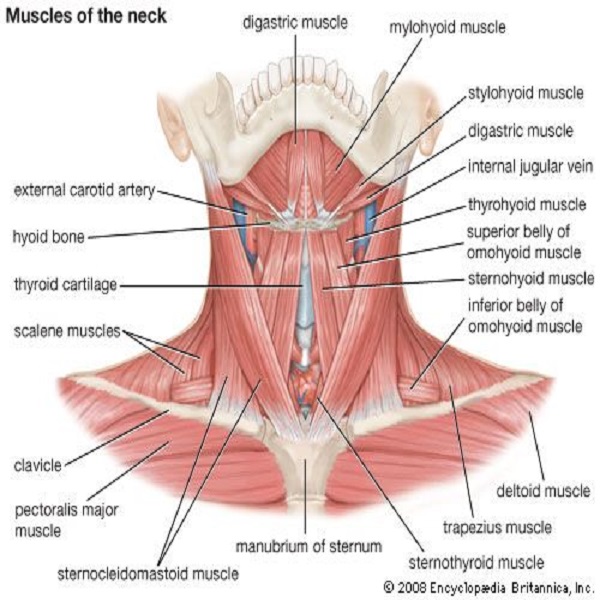 Muscles of the neck
digastric muscle
mylohyoid muscle
stylohyoid muscle
digastric muscle
internal jugular vein
thyrohyoid muscle
superior belly of
omohyoid muscle
sternohyoid muscle
inferior belly of
omohyoid muscle
external carotid artery
hyoid bone
thyroid cartilage
scalene muscles
clavicle
pectoralis major
muscle
sternocleidomastoid muscle
manubrium of sternum
deltoid muscle
trapezius muscle
sternothyroid muscle
© 2008 Encyclopædia Britannica, Inc.